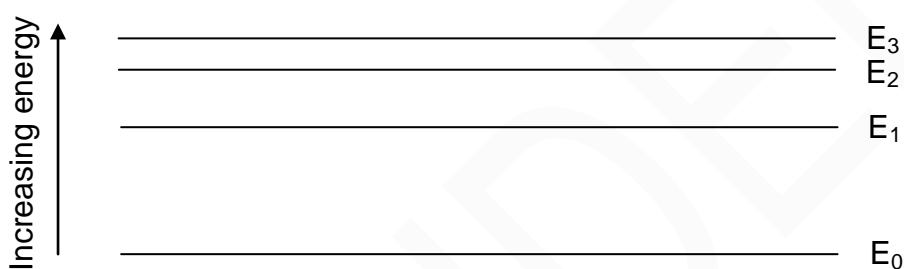 Increasing energy
E₃
E₂
E₁
E₀